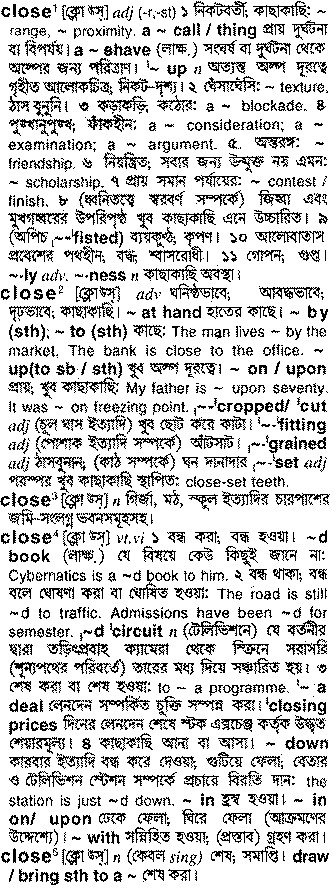 close¹ [ক্লোউস্] adj (-r,-st) ১ নিকটবর্তী; কাছাকাছি: ~
range, ~ proximity. a ~ call / thing প্রায় দুর্ঘটনা
বা বিপর্যয়। a ~ shave (লাক্ষ.) সংঘর্ষ বা দুর্ঘটনা থেকে
অল্পের জন্য পরিত্রাণ। ˈ~ up n অত্যন্ত অল্প দূরত্বে
গৃহীত আলোকচিত্র; নিকট-দৃশ্য। ২ ঘেঁসাঘেঁসি: ~ texture,
ঠাস বুনুনি। ৩ কড়াকড়ি, কঠোর: a ~ blockade. ৪
পুঙ্খানুপুঙ্খ; ফাঁকহীন: a ~ consideration; a ~
examination; a ~ argument. ৫. অন্তরঙ্গ: ~
friendship. ৬ নিয়ন্ত্রিত; সবার জন্য উন্মুক্ত নয় এমন:
~ scholarship. ৭ প্রায় সমান পর্যায়ের: ~ contest /
finish. ৮ (ধ্বনিতত্ত্বে স্বরবর্ণ সম্পর্কে) জিহ্বা এবং
মুখগহ্বরের উপরিপৃষ্ঠ খুব কাছাকাছি এনে উচ্চারিত। ৯
(অপিচ ˌ~-ˈfisted) ব্যয়কুণ্ঠ; কৃপণ। ১০ আলোবাতাস
প্রবেশের পথহীন; বদ্ধ; শ্বাসরোধী। ১১ গোপন; গুপ্ত।
~-ly adv. ~-ness n কাছাকাছি অবস্থা।
close² [ক্লোউস্] adv ঘনিষ্ঠভাবে; আবদ্ধভাবে;
দৃঢ়ভাবে; কাছাকাছি। ~ at hand হাতের কাছে। ~ by
(sth); ~ to (sth) কাছে: The man lives ~ by the
market. The bank is close to the office. ~
up(to sb / sth) খুব অল্প দূরত্বে। ~ on / upon
প্রায়; খুব কাছাকাছি: My father is ~ upon seventy.
It was ~ on freezing point. ˌ~-ˈcropped/ ˈcut
adj (চুল ঘাস ইত্যাদি) খুব ছোট করে কাটা। ˌ~-ˈfitting
adj (পোশাক ইত্যাদি সম্পর্কে) আঁটসাঁট। ˌ~-ˈgrained
adj ঠাসবুনন; (কাঠ সম্পর্কে) ঘন দানাদার ˌ~-ˈset adj
পরস্পর খুব কাছাকাছি স্থাপিত: close-set teeth.
close³ [ক্লোউস্] n গির্জা, মঠ, স্কুল ইত্যাদির চারপাশের
জমি-সংলগ্ন ভবনসমূহসহ।
close⁴ [ক্লোউস্] vt.vi ১ বন্ধ করা; বন্ধ হওয়া। ~d
book (লাক্ষ.) যে বিষয়ে কেউ কিছুই জানে না:
Cybernatics is a ~d book to him. ২ বন্ধ থাকা; বন্ধ
বলে ঘোষণা করা বা ঘোষিত হওয়া: The road is still
~d to traffic. Admissions have been ~d for
semester. ˌ~d ˈcircuit n (টেলিভিশনে) যে বর্তনীর
দ্বারা তড়িৎপ্রবাহ ক্যামেরা থেকে স্ক্রিনে সরাসরি
(শূন্যপথের পরিবর্তে) তারের মধ্য দিয়ে সঞ্চারিত হয়। ৩
শেষ করা বা শেষ হওয়া: to ~ a programme. ˈ~ a
deal লেনদেন সম্পর্কিত চুক্তি সম্পন্ন করা। ˈclosing
prices দিনের লেনদেন শেষে স্টক এক্সচেঞ্জ কর্তৃক উদ্ধৃত
শেয়ারমূল্য। ৪ কাছাকাছি আনা বা আসা। ~ down
কারবার ইত্যাদি বন্ধ করে দেওয়া, গুটিয়ে ফেলা; বেতার
ও টেলিভিশন স্টেশন সম্পর্কে প্রচারে বিরতি দান: the
station is just ~d down. ~ in হ্রস্ব হওয়া। ~ in
on/ upon ঢেকে ফেলা; ঘিরে ফেলা (আক্রমণের
উদ্দেশ্যে)। ~ with সন্নিহিত হওয়া; (প্রস্তাব) গ্রহণ করা।
close⁵ [ক্লোউস্] n (কেবল sing) শেষ; সমাপ্তি। draw
/ bring sth to a ~ শেষ করা।